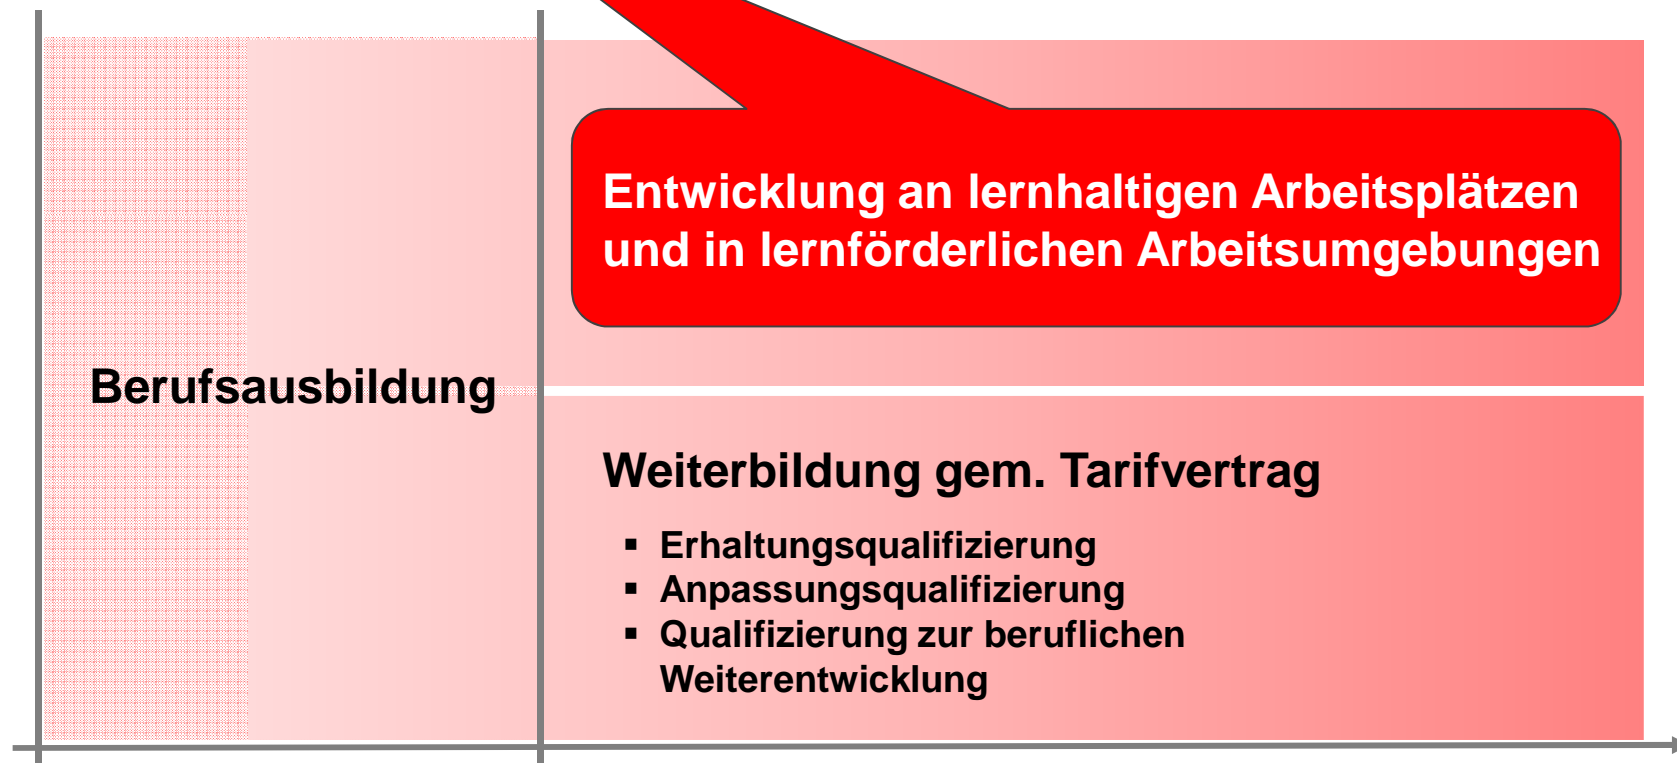 Entwicklung an lernhaltigen Arbeitsplätzen
und in lernförderlichen Arbeitsumgebungen
Berufsausbildung
Weiterbildung gem. Tarifvertrag
▪ Erhaltungsqualifizierung
▪ Anpassungsqualifizierung
▪ Qualifizierung zur beruflichen
Weiterentwicklung